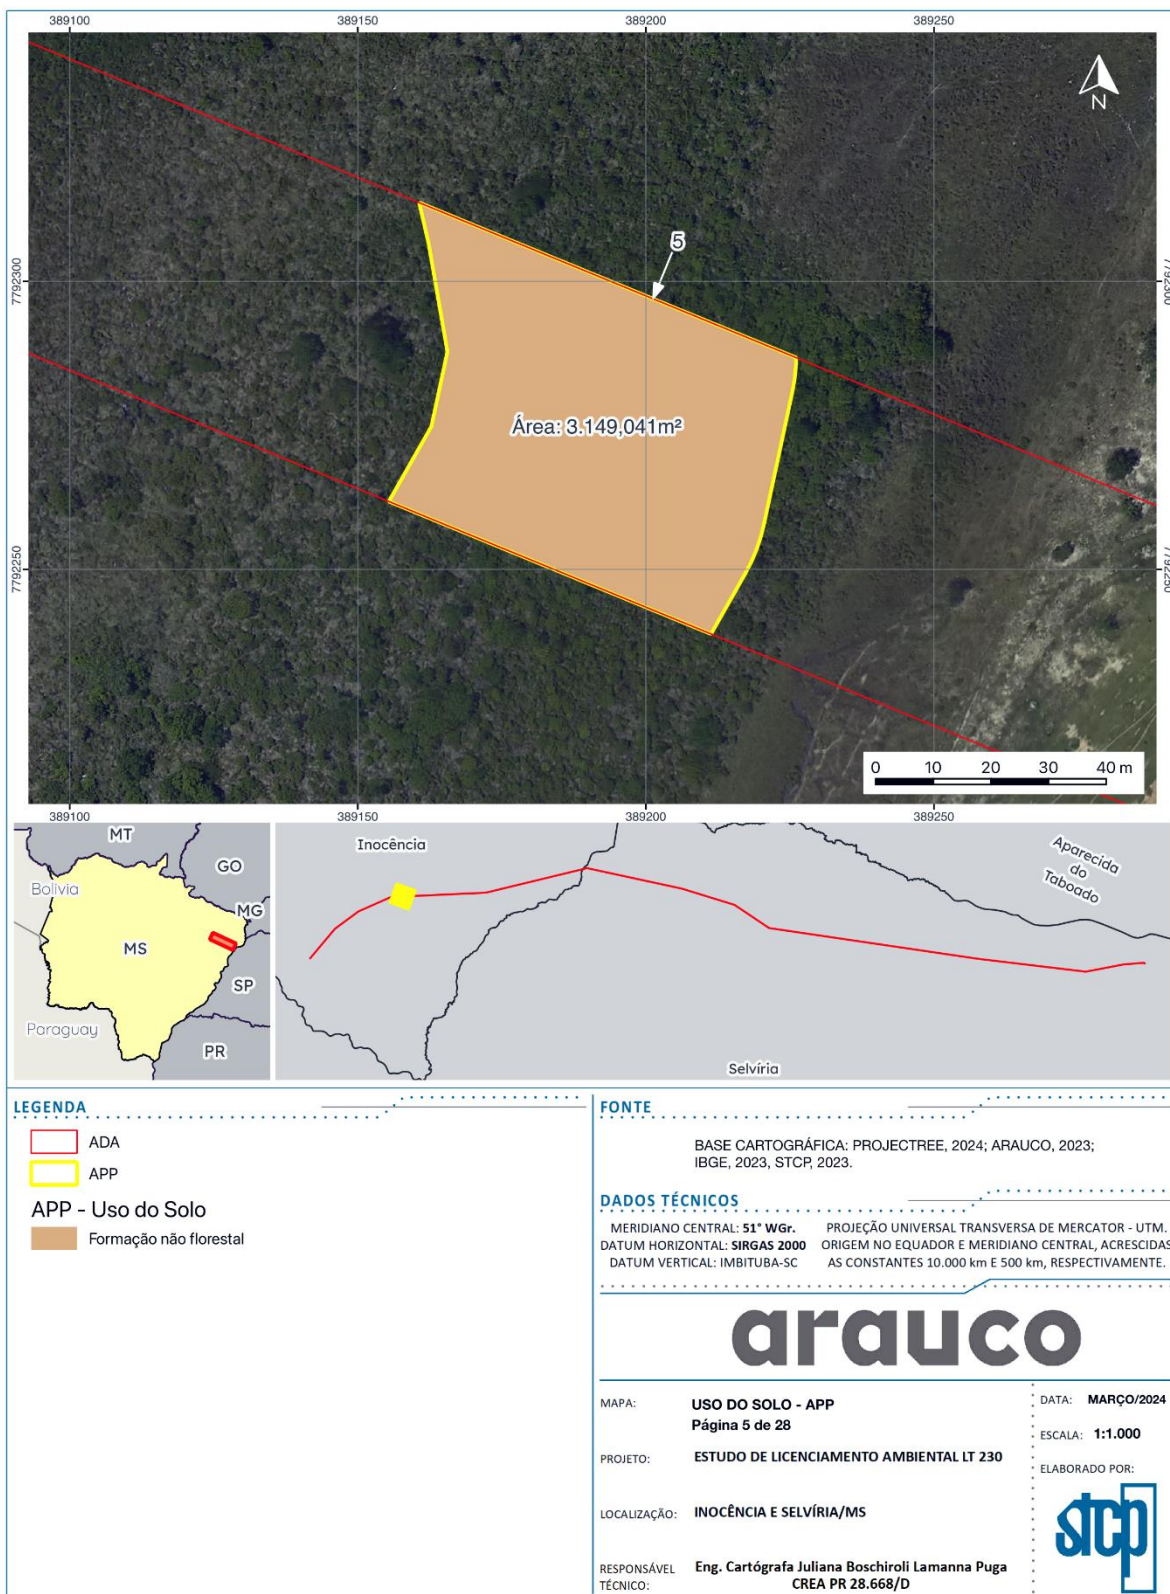 389100 389150 389200 389250
N
5
7792300 7792300
Área: 3.149,041m²
7792250 7792250
0 10 20 30 40 m
389100 389150 389200 389250
MT
GO
Bolivia
MG
MS
SP
Paraguay
PR
Inocência
Aparecida
do
Taboado
Selvíria
LEGENDA
ADA
APP
APP - Uso do Solo
Formação não florestal
FONTE
BASE CARTOGRÁFICA: PROJECTREE, 2024; ARAUCO, 2023;
IBGE, 2023, STCP, 2023.
DADOS TÉCNICOS
MERIDIANO CENTRAL: 51° WGr.
DATUM HORIZONTAL: SIRGAS 2000
DATUM VERTICAL: IMBITUBA-SC
PROJEÇÃO UNIVERSAL TRANSVERSA DE MERCATOR - UTM.
ORIGEM NO EQUADOR E MERIDIANO CENTRAL, ACRESCIDAS
AS CONSTANTES 10.000 km E 500 km, RESPECTIVAMENTE.
arauco
MAPA: USO DO SOLO - APP
Página 5 de 28
PROJETO: ESTUDO DE LICENCIAMENTO AMBIENTAL LT 230
LOCALIZAÇÃO: INOCÊNCIA E SELVÍRIA/MS
RESPONSÁVEL
TÉCNICO:
Eng. Cartógrafa Juliana Boschiroli Lamanna Puga
CREA PR 28.668/D
DATA: MARÇO/2024
ESCALA: 1:1.000
ELABORADO POR:
stcp